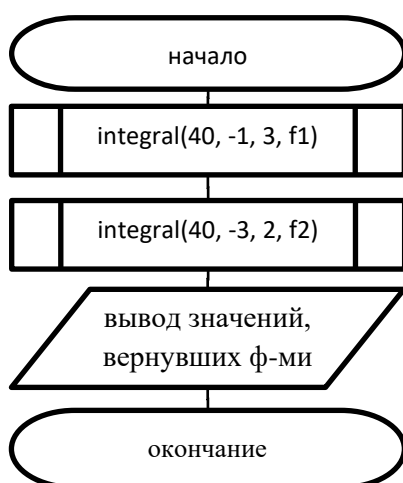 начало
integral(40, -1, 3, f1)
integral(40, -3, 2, f2)
вывод значений,
вернувших ф-ми
окончание